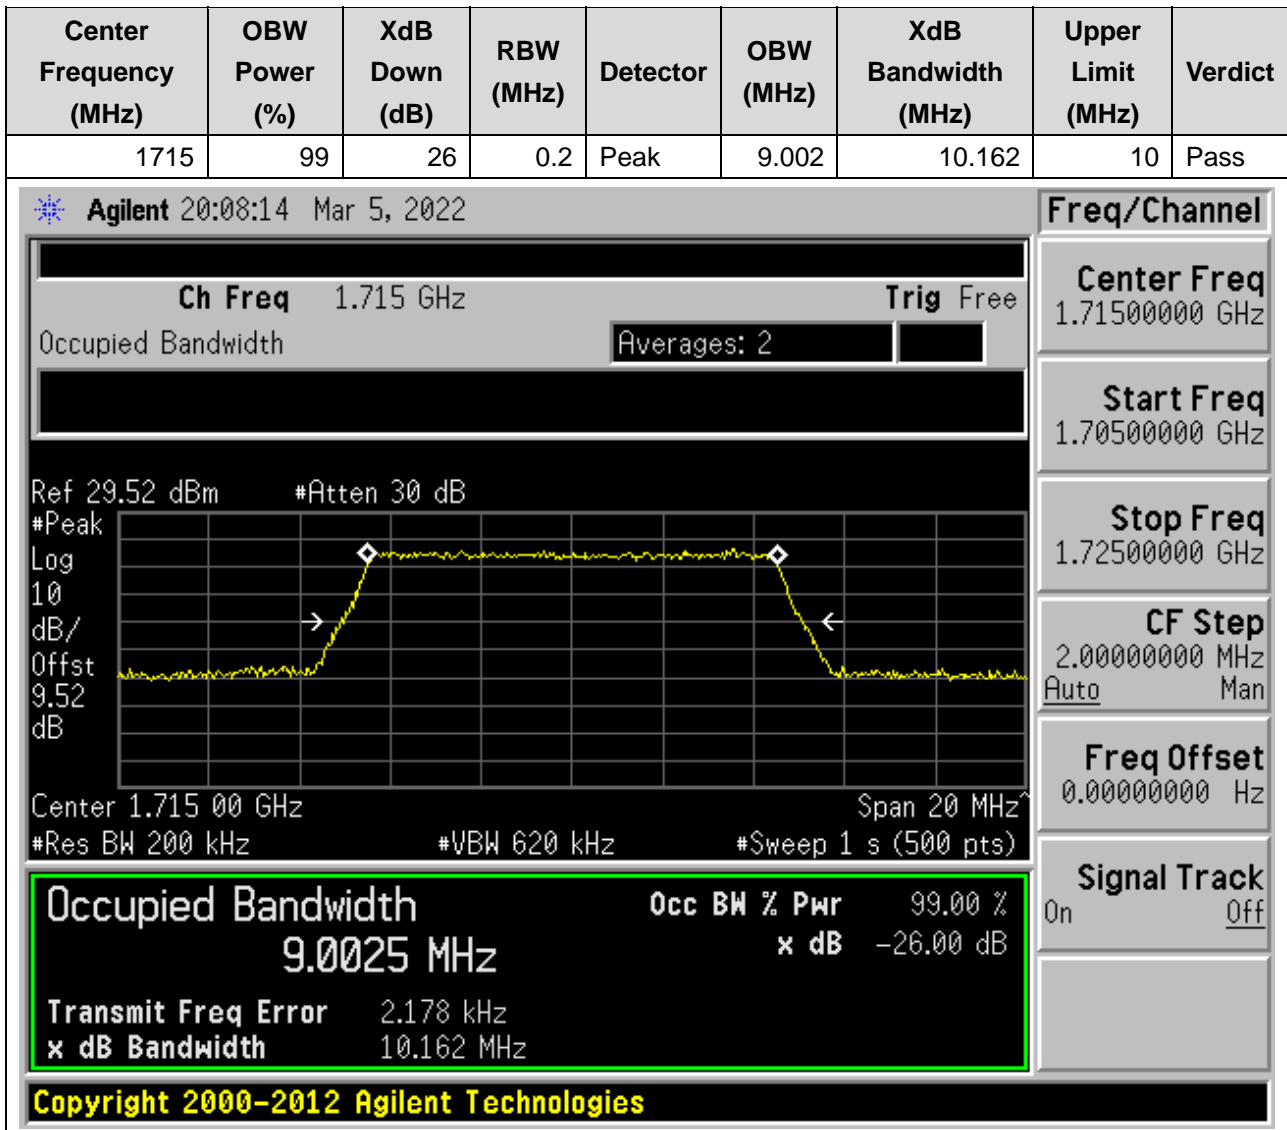 Center Frequency (MHz) OBW Power (%) XdB Down (dB) RBW (MHz) Detector OBW (MHz) XdB Bandwidth (MHz) Upper Limit (MHz) Verdict
1715 99 26 0.2 Peak 9.002 10.162 10 Pass
Agilent 20:08:14 Mar 5, 2022
Ch Freq 1.715 GHz Trig Free
Occupied Bandwidth Averages: 2
Ref 29.52 dBm #Atten 30 dB
#Peak
Log
10
dB/
Offst
9.52
dB
Center 1.715 00 GHz Span 20 MHz^
#Res BW 200 kHz #VBW 620 kHz #Sweep 1 s (500 pts)
Occupied Bandwidth Occ BW % Pwr 99.00 %
9.0025 MHz x dB -26.00 dB
Transmit Freq Error 2.178 kHz
x dB Bandwidth 10.162 MHz
Copyright 2000-2012 Agilent Technologies
Freq/Channel
Center Freq
1.71500000 GHz
Start Freq
1.70500000 GHz
Stop Freq
1.72500000 GHz
CF Step
2.00000000 MHz
Auto Man
Freq Offset
0.00000000 Hz
Signal Track
On Off